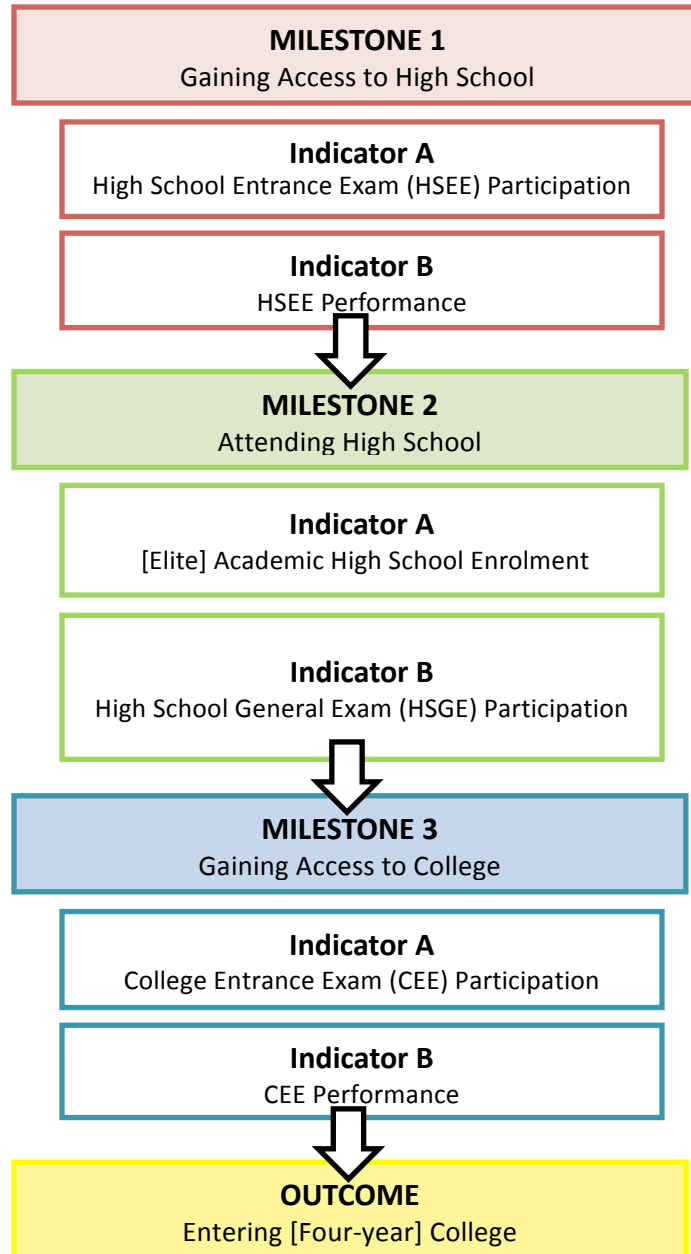 MILESTONE 1
Gaining Access to High School
Indicator A
High School Entrance Exam (HSEE) Participation
Indicator B
HSEE Performance
MILESTONE 2
Attending High School
Indicator A
[Elite] Academic High School Enrolment
Indicator B
High School General Exam (HSGE) Participation
MILESTONE 3
Gaining Access to College
Indicator A
College Entrance Exam (CEE) Participation
Indicator B
CEE Performance
OUTCOME
Entering [Four-year] College